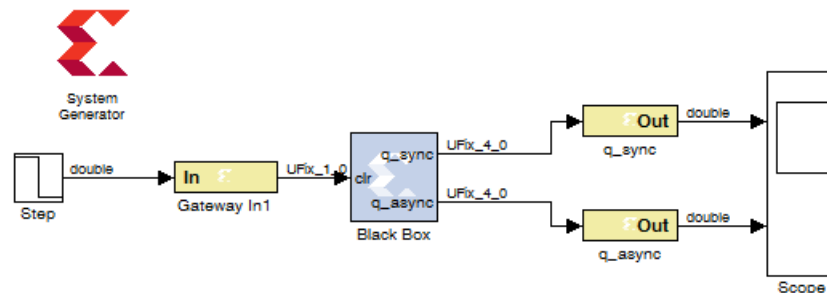 System
Generator
double
Step
In
Gateway In1
UFix_1_0
clr
q_sync
q_async
Black Box
UFix_4_0
UFix_4_0
Out
q_sync
double
Out
q_async
double
Scope